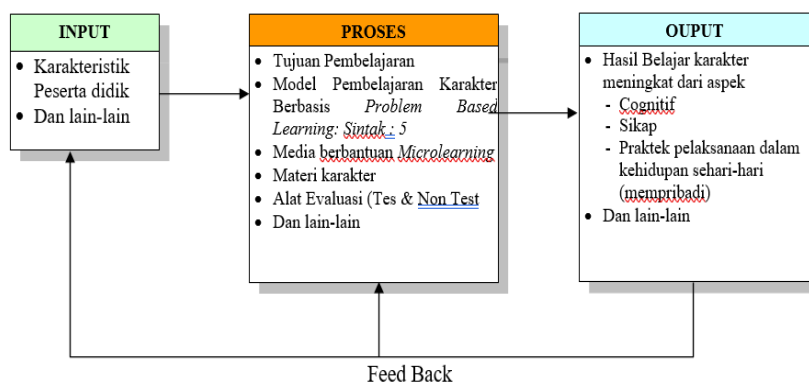 INPUT
• Karakteristik
Peserta didik
• Dan lain-lain
PROSES
• Tujuan Pembelajaran
• Model Pembelajaran Karakter
Berbasis Problem Based
Learning: Sintak : 5
• Media berbantuan Microlearning
• Materi karakter
• Alat Evaluasi (Tes & Non Test
• Dan lain-lain
OUPUT
• Hasil Belajar karakter
meningkat dari aspek
- Cognitif
- Sikap
- Praktek pelaksanaan dalam
kehidupan sehari-hari
(mempribadi)
• Dan lain-lain
Feed Back